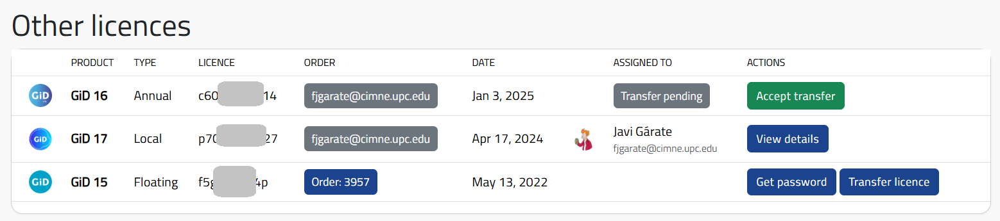 Other licences
PRODUCT TYPE LICENCE ORDER DATE ASSIGNED TO ACTIONS
GiD GiD 16 Annual c60 14 fjgarate@cimne.upc.edu Jan 3, 2025 Transfer pending Accept transfer
GiD GiD 17 Local p70 27 fjgarate@cimne.upc.edu Apr 17, 2024 Javi Gárate View details
fjgarate@cimne.upc.edu
GiD GiD 15 Floating f5g 4p Order: 3957 May 13, 2022 Get password Transfer licence